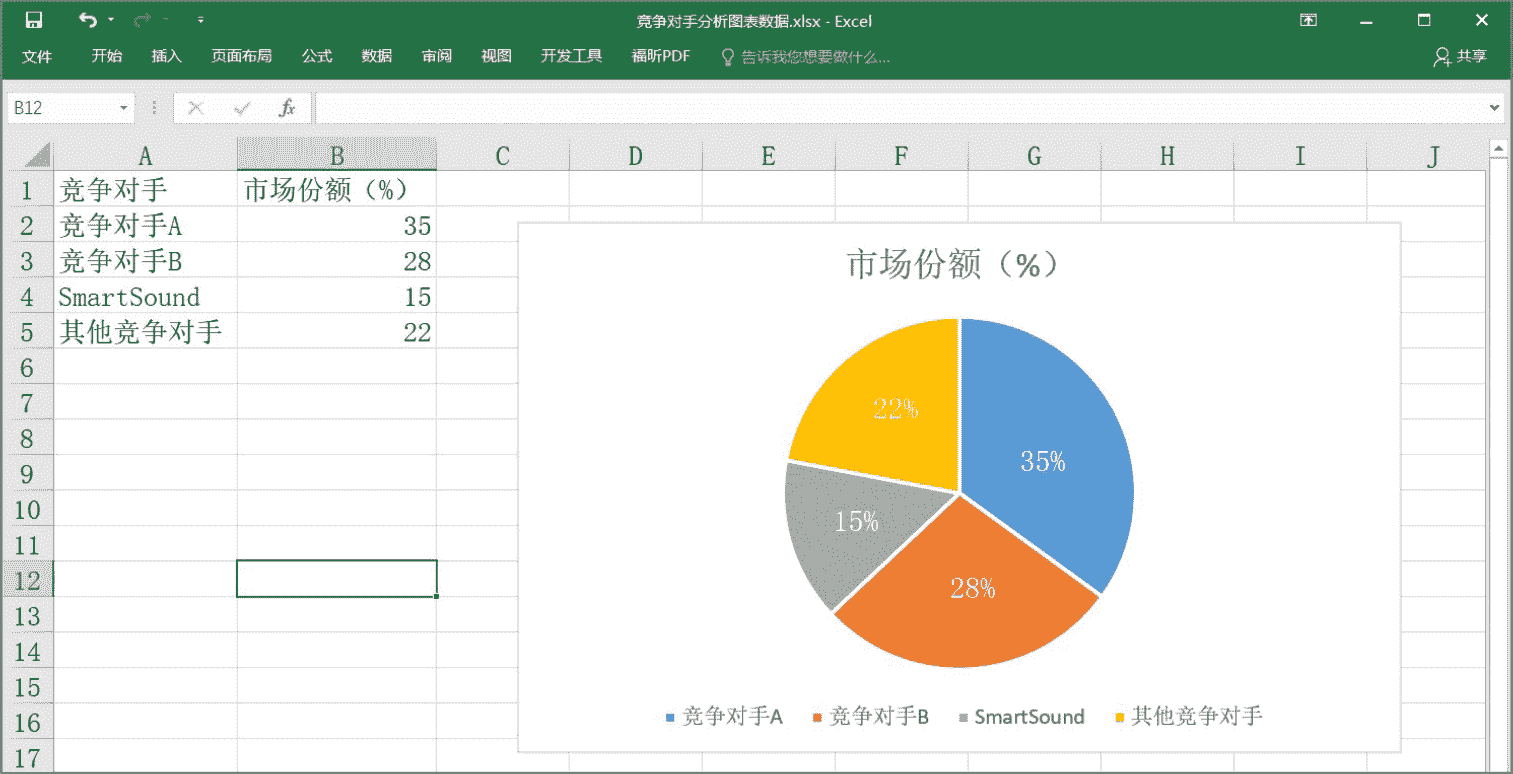 竞争对手分析图表数据.xlsx - Excel
文件 开始 插入 页面布局 公式 数据 审阅 视图 开发工具 福昕PDF 告诉我您想要做什么... 共享
B12 fx
A B C D E F G H I J
1 竞争对手 市场份额（%）
2 竞争对手A 35
3 竞争对手B 28
4 SmartSound 15
5 其他竞争对手 22
6
7
8
9
10
11
12
13
14
15
16
17
市场份额（%）
22%
35%
15%
28%
竞争对手A 竞争对手B SmartSound 其他竞争对手